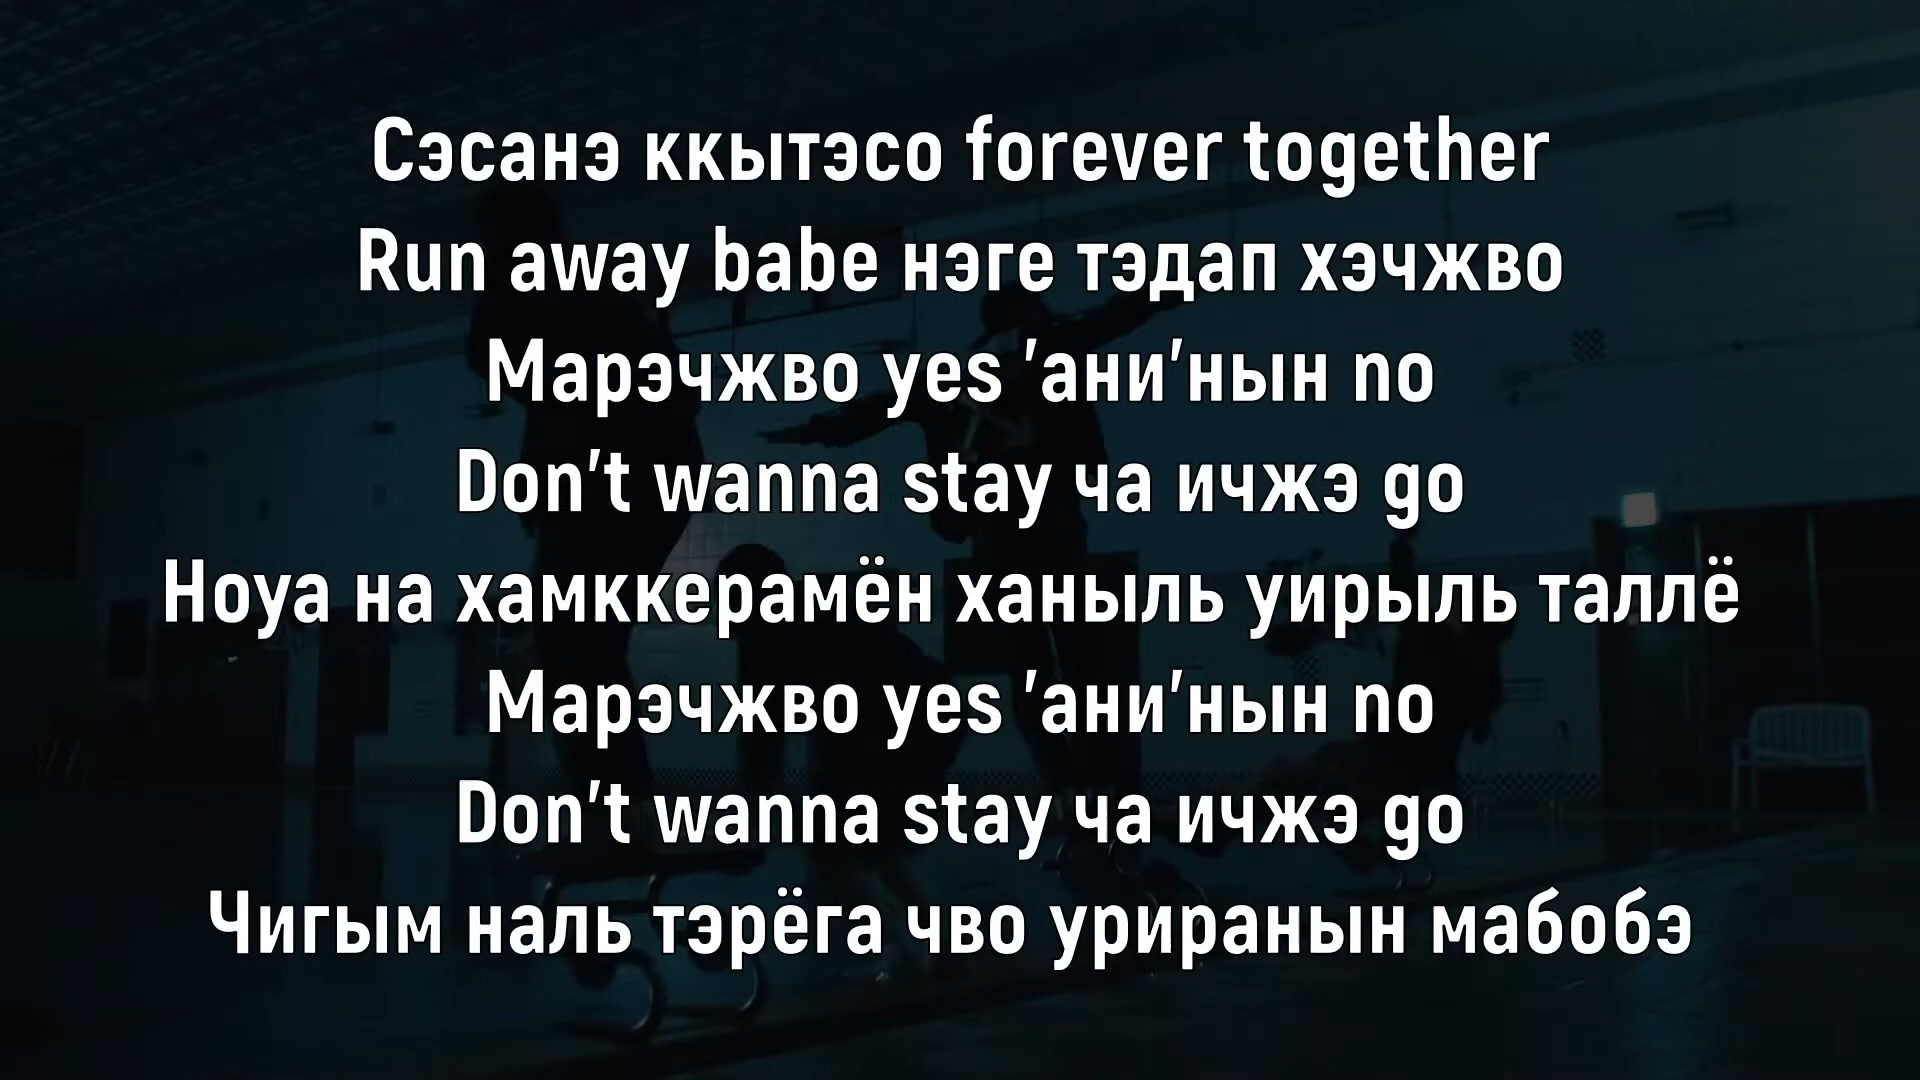 Сэсанэ ккытэсо forever together
Run away babe нэге тэдап хэчжво
Марэчжво yes 'ани'нын no
Don't wanna stay ча ичжэ go
Ноуа на хамккерамён ханыль уирыль таллё
Марэчжво yes 'ани'нын no
Don't wanna stay ча ичжэ go
Чигым наль тэрёга чво уриранын мабобэ